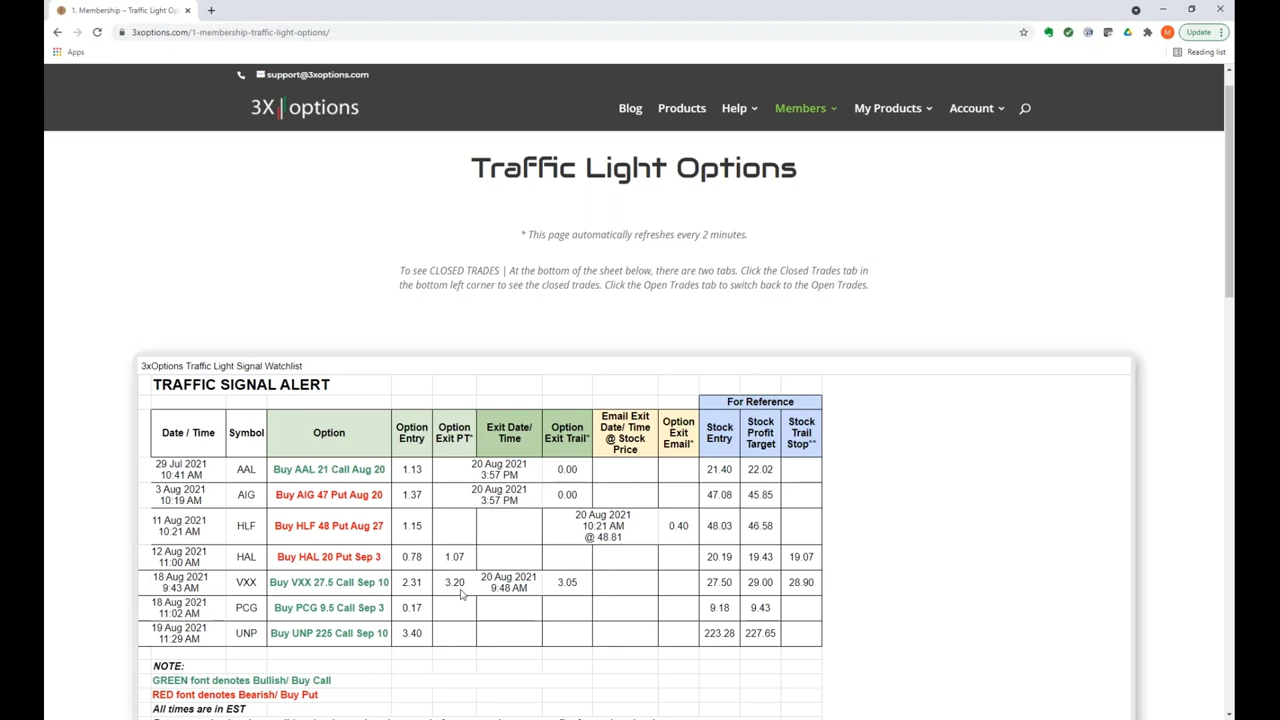 1. Membership – Traffic Light Op
3xoptions.com/1-membership-traffic-light-options/
M
Update
Apps
Reading list
support@3xoptions.com
3X options
Blog Products Help Members My Products Account
Traffic Light Options
* This page automatically refreshes every 2 minutes.
To see CLOSED TRADES | At the bottom of the sheet below, there are two tabs. Click the Closed Trades tab in
the bottom left corner to see the closed trades. Click the Open Trades tab to switch back to the Open Trades.
3xOptions Traffic Light Signal Watchlist
TRAFFIC SIGNAL ALERT
For Reference
Date / Time
Symbol
Option
Option
Entry
Option
Exit PT*
Exit Date/
Time
Option
Exit Trail*
Email Exit
Date/ Time
@ Stock
Price
Option
Exit
Email*
Stock
Entry
Stock
Profit
Target
Stock
Trail
Stop**
29 Jul 2021
10:41 AM
AAL
Buy AAL 21 Call Aug 20
1.13
20 Aug 2021
3:57 PM
0.00
21.40
22.02
3 Aug 2021
10:19 AM
AIG
Buy AIG 47 Put Aug 20
1.37
20 Aug 2021
3:57 PM
0.00
47.08
45.85
11 Aug 2021
10:21 AM
HLF
Buy HLF 48 Put Aug 27
1.15
20 Aug 2021
10:21 AM
@ 48.81
0.40
48.03
46.58
12 Aug 2021
11:00 AM
HAL
Buy HAL 20 Put Sep 3
0.78
1.07
20.19
19.43
19.07
18 Aug 2021
9:43 AM
VXX
Buy VXX 27.5 Call Sep 10
2.31
3.20
20 Aug 2021
9:48 AM
3.05
27.50
29.00
28.90
18 Aug 2021
11:02 AM
PCG
Buy PCG 9.5 Call Sep 3
0.17
9.18
9.43
19 Aug 2021
11:29 AM
UNP
Buy UNP 225 Call Sep 10
3.40
223.28
227.65
NOTE:
GREEN font denotes Bullish/ Buy Call
RED font denotes Bearish/ Buy Put
All times are in EST